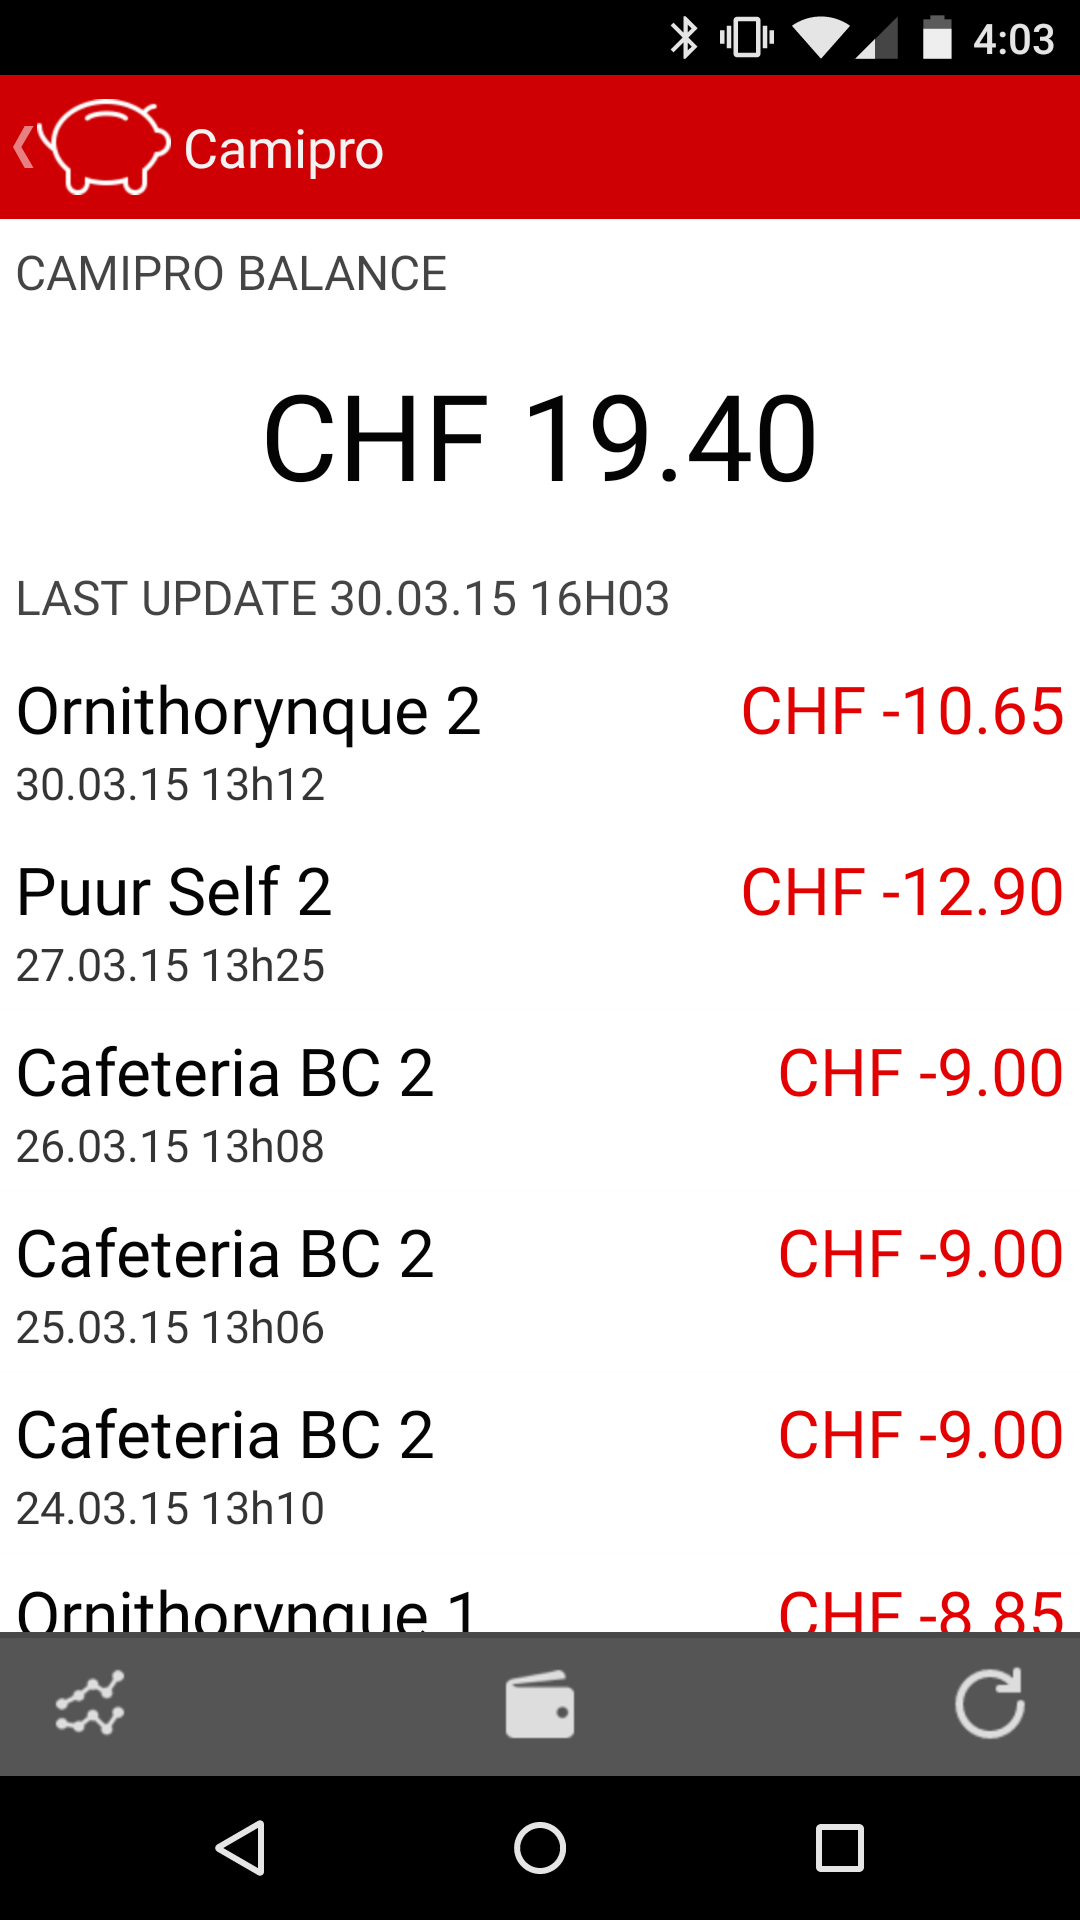 4:03
Camipro
CAMIPRO BALANCE
CHF 19.40
LAST UPDATE 30.03.15 16H03
Ornithorynque 2 CHF -10.65
30.03.15 13h12
Puur Self 2 CHF -12.90
27.03.15 13h25
Cafeteria BC 2 CHF -9.00
26.03.15 13h08
Cafeteria BC 2 CHF -9.00
25.03.15 13h06
Cafeteria BC 2 CHF -9.00
24.03.15 13h10
Ornithorynque 1 CHF -8.85